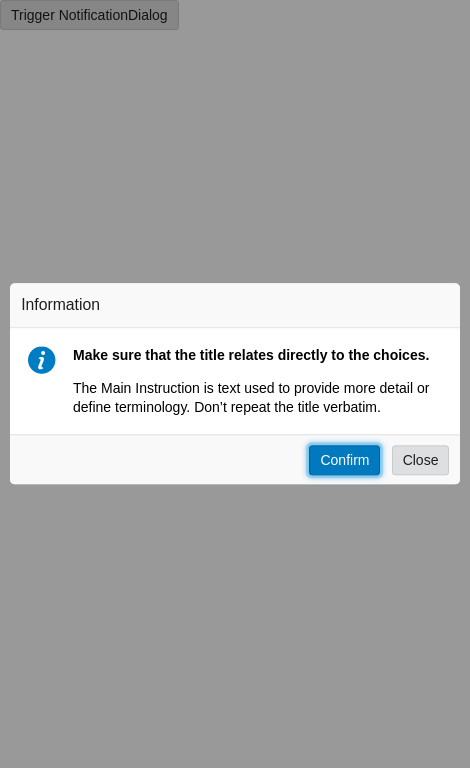 Trigger NotificationDialog
Information
Make sure that the title relates directly to the choices.
The Main Instruction is text used to provide more detail or
define terminology. Don’t repeat the title verbatim.
Confirm Close